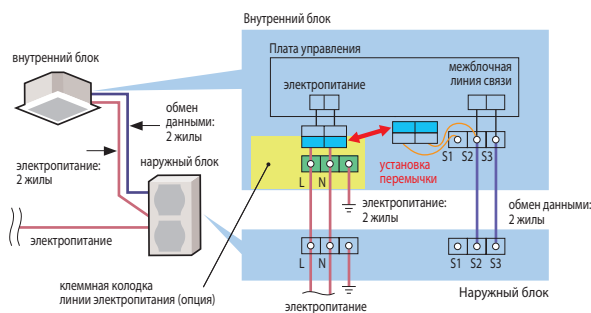 Внутренний блок
Плата управления
внутренний блок
электропитание
межблочная
линия связи
обмен
данными:
2 жилы
электропитание:
2 жилы
наружный блок
S1 S2 S3
установка
перемычки
L N
электропитание:
2 жилы
обмен данными:
2 жилы
электропитание
L N
S1 S2 S3
клеммная колодка
линии электропитания (опция)
Наружный блок
электропитание